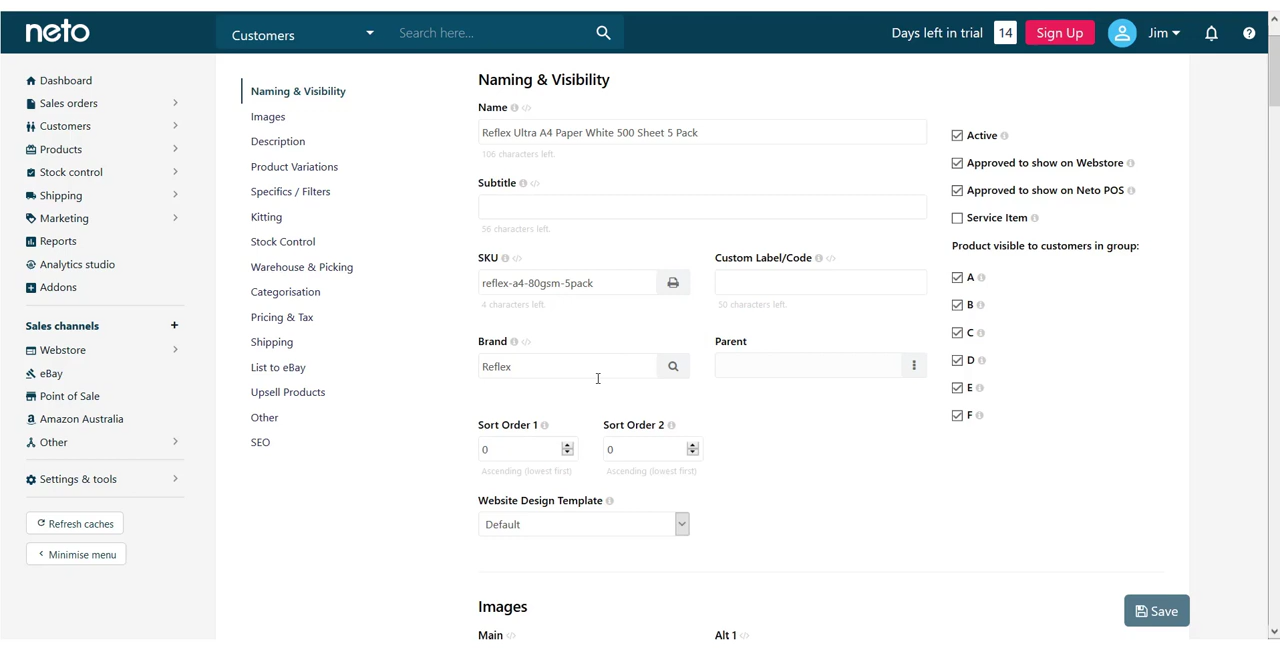 neto
Customers
Search here...
Days left in trial
14
Sign Up
Jim
Dashboard
Sales orders
Customers
Products
Stock control
Shipping
Marketing
Reports
Analytics studio
Addons
Sales channels
+
Webstore
eBay
Point of Sale
Amazon Australia
Other
Settings & tools
Refresh caches
Minimise menu
Naming & Visibility
Images
Description
Product Variations
Specifics / Filters
Kitting
Stock Control
Warehouse & Picking
Categorisation
Pricing & Tax
Shipping
List to eBay
Upsell Products
Other
SEO
Naming & Visibility
Name
Reflex Ultra A4 Paper White 500 Sheet 5 Pack
106 characters left.
Subtitle
56 characters left.
SKU
Custom Label/Code
reflex-a4-80gsm-5pack
4 characters left.
50 characters left.
Brand
Parent
Reflex
Sort Order 1
Sort Order 2
0
0
Ascending (lowest first)
Ascending (lowest first)
Website Design Template
Default
Active
Approved to show on Webstore
Approved to show on Neto POS
Service Item
Product visible to customers in group:
A
B
C
D
E
F
Images
Main
Alt 1
Save